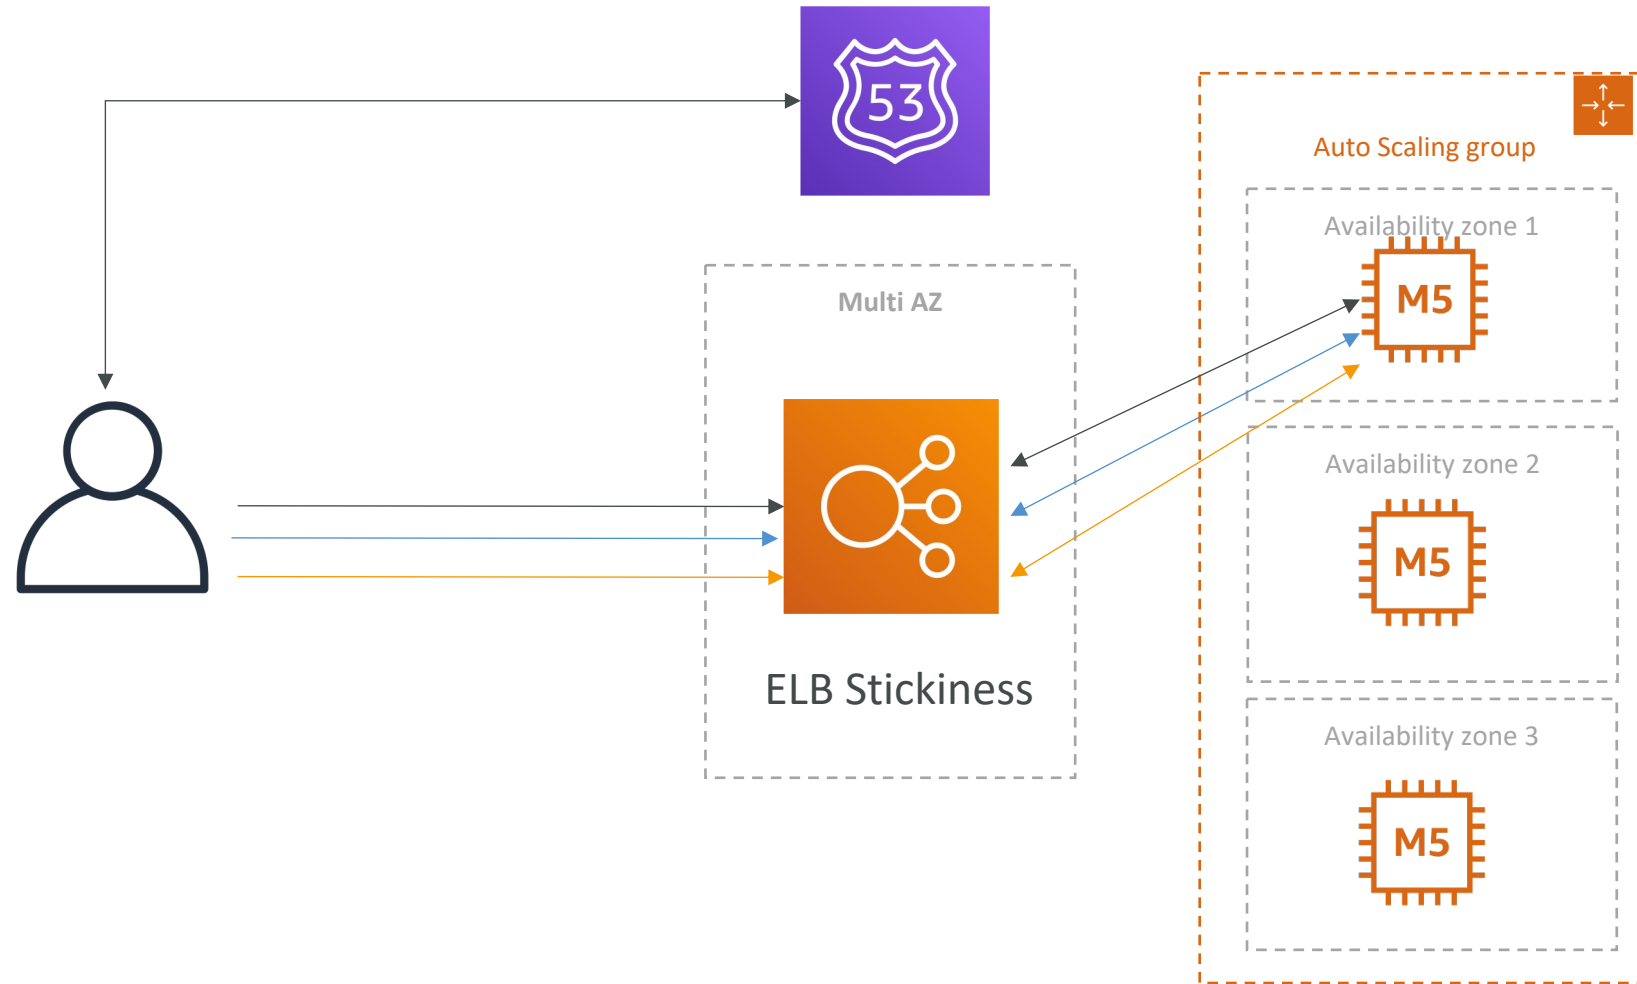 53
Auto Scaling group
Availability zone 1
M5
Multi AZ
Availability zone 2
M5
ELB Stickiness
Availability zone 3
M5